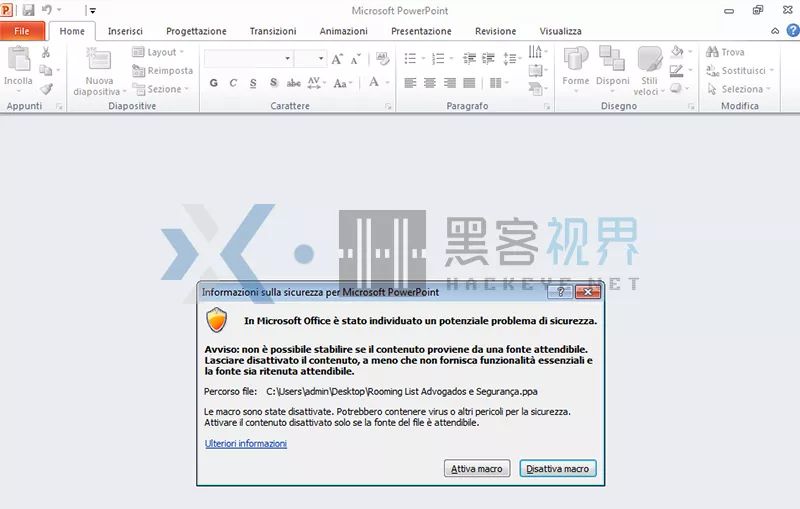 Microsoft PowerPoint
File Home Inserisci Progettazione Transizioni Animazioni Presentazione Revisione Visualizza
Incolla
Nuova
diapositiva
Layout
Reimposta
Sezione
G C S S abc AV Aa A
Forme Disponi Stili
veloci
Trova
Sostituisci
Seleziona
Appunti Diapositive Carattere Paragrafo Disegno Modifica
黑客视界
HACKEYE.NET
Informazioni sulla sicurezza per Microsoft PowerPoint
In Microsoft Office è stato individuato un potenziale problema di sicurezza.
Avviso: non è possibile stabilire se il contenuto proviene da una fonte attendibile.
Lasciare disattivato il contenuto, a meno che non fornisca funzionalità essenziali e
la fonte sia ritenuta attendibile.
Percorso file: C:\Users\admin\Desktop\Rooming List Advogados e Segurança.ppa
Le macro sono state disattivate. Potrebbero contenere virus o altri pericoli per la sicurezza.
Attivare il contenuto disattivato solo se la fonte del file è attendibile.
Ulteriori informazioni
Attiva macro Disattiva macro